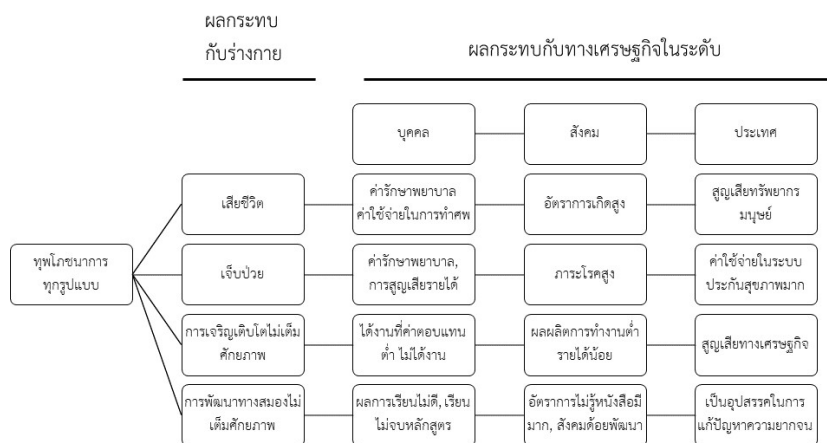 ผลกระทบ
กับร่างกาย
ผลกระทบกับทางเศรษฐกิจในระดับ
บุคคล
สังคม
ประเทศ
ทุพโภชนาการ
ทุกรูปแบบ
เสียชีวิต
ค่ารักษาพยาบาล
ค่าใช้จ่ายในการทำศพ
อัตราการเกิดสูง
สูญเสียทรัพยากร
มนุษย์
เจ็บป่วย
ค่ารักษาพยาบาล,
การสูญเสียรายได้
ภาระโรคสูง
ค่าใช้จ่ายในระบบ
ประกันสุขภาพมาก
การเจริญเติบโตไม่เต็ม
ศักยภาพ
ได้งานที่ค่าตอบแทน
ต่ำ ไม่ได้งาน
ผลผลิตการทำงานต่ำ
รายได้น้อย
สูญเสียทางเศรษฐกิจ
การพัฒนาทางสมองไม่
เต็มศักยภาพ
ผลการเรียนไม่ดี, เรียน
ไม่จบหลักสูตร
อัตราการไม่รู้หนังสือมี
มาก, สังคมด้อยพัฒนา
เป็นอุปสรรคในการ
แก้ปัญหาความยากจน